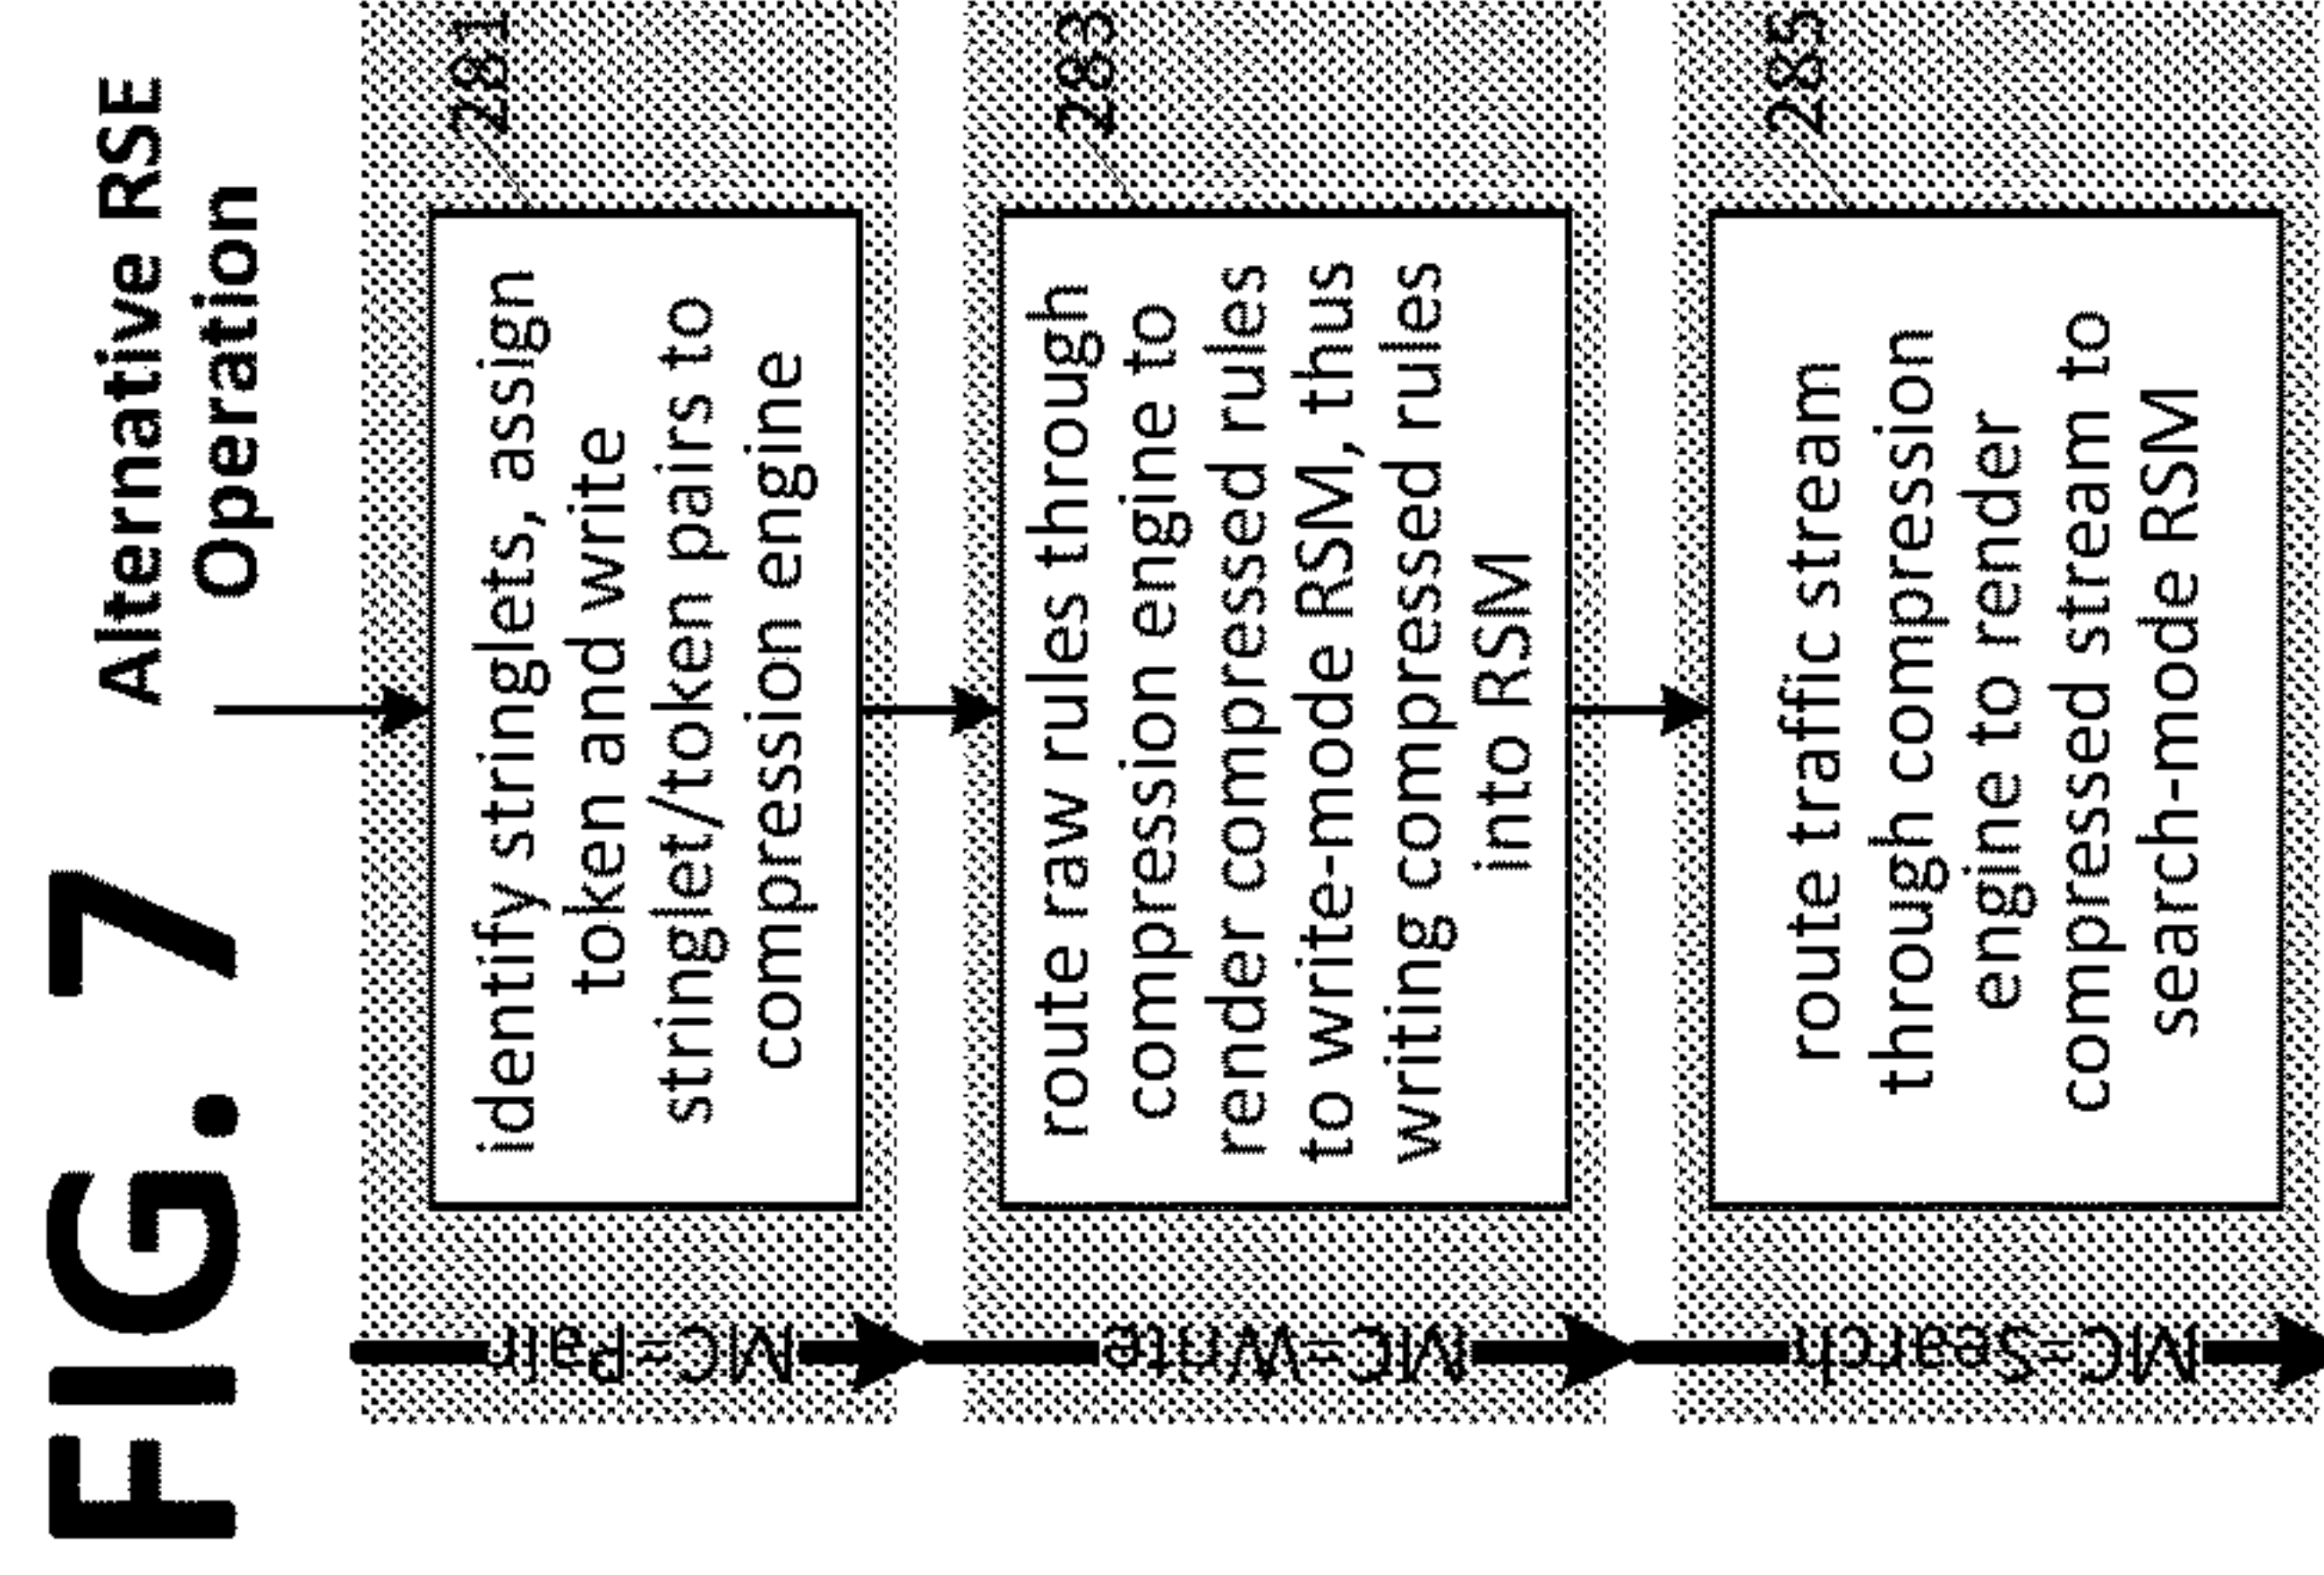 FIG. 7
Alternative RSE
Operation
281
identify stringlets, assign
token and write
stringlet/token pairs to
compression engine
MC=Pair
283
route raw rules through
compression engine to
render compressed rules
to write-mode RSM, thus
writing compressed rules
into RSM
MC=Write
285
route traffic stream
through compression
engine to render
compressed stream to
search-mode RSM
MC=Search